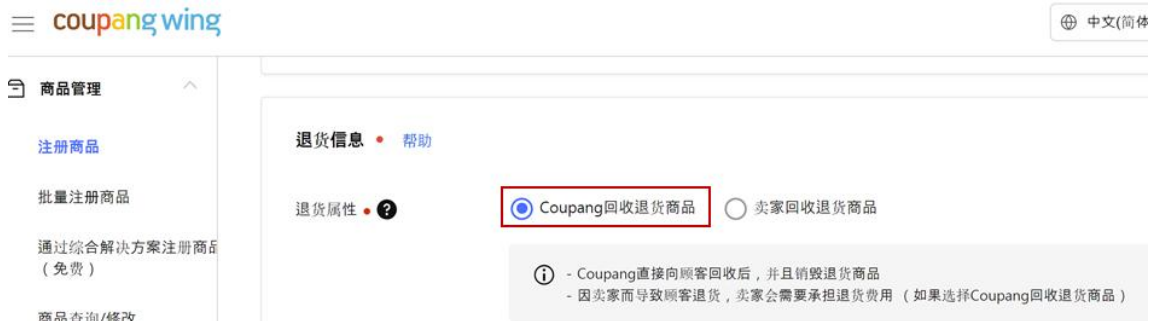 coupang wing
中文(简体
商品管理
注册商品
批量注册商品
通过综合解决方案注册商品
（免费）
商品查询/修改
退货信息 • 帮助
退货属性 • ?
Coupang回收退货商品
卖家回收退货商品
- Coupang直接向顾客回收后，并且销毁退货商品
- 因卖家而导致顾客退货，卖家会需要承担退货费用 （如果选择Coupang回收退货商品）